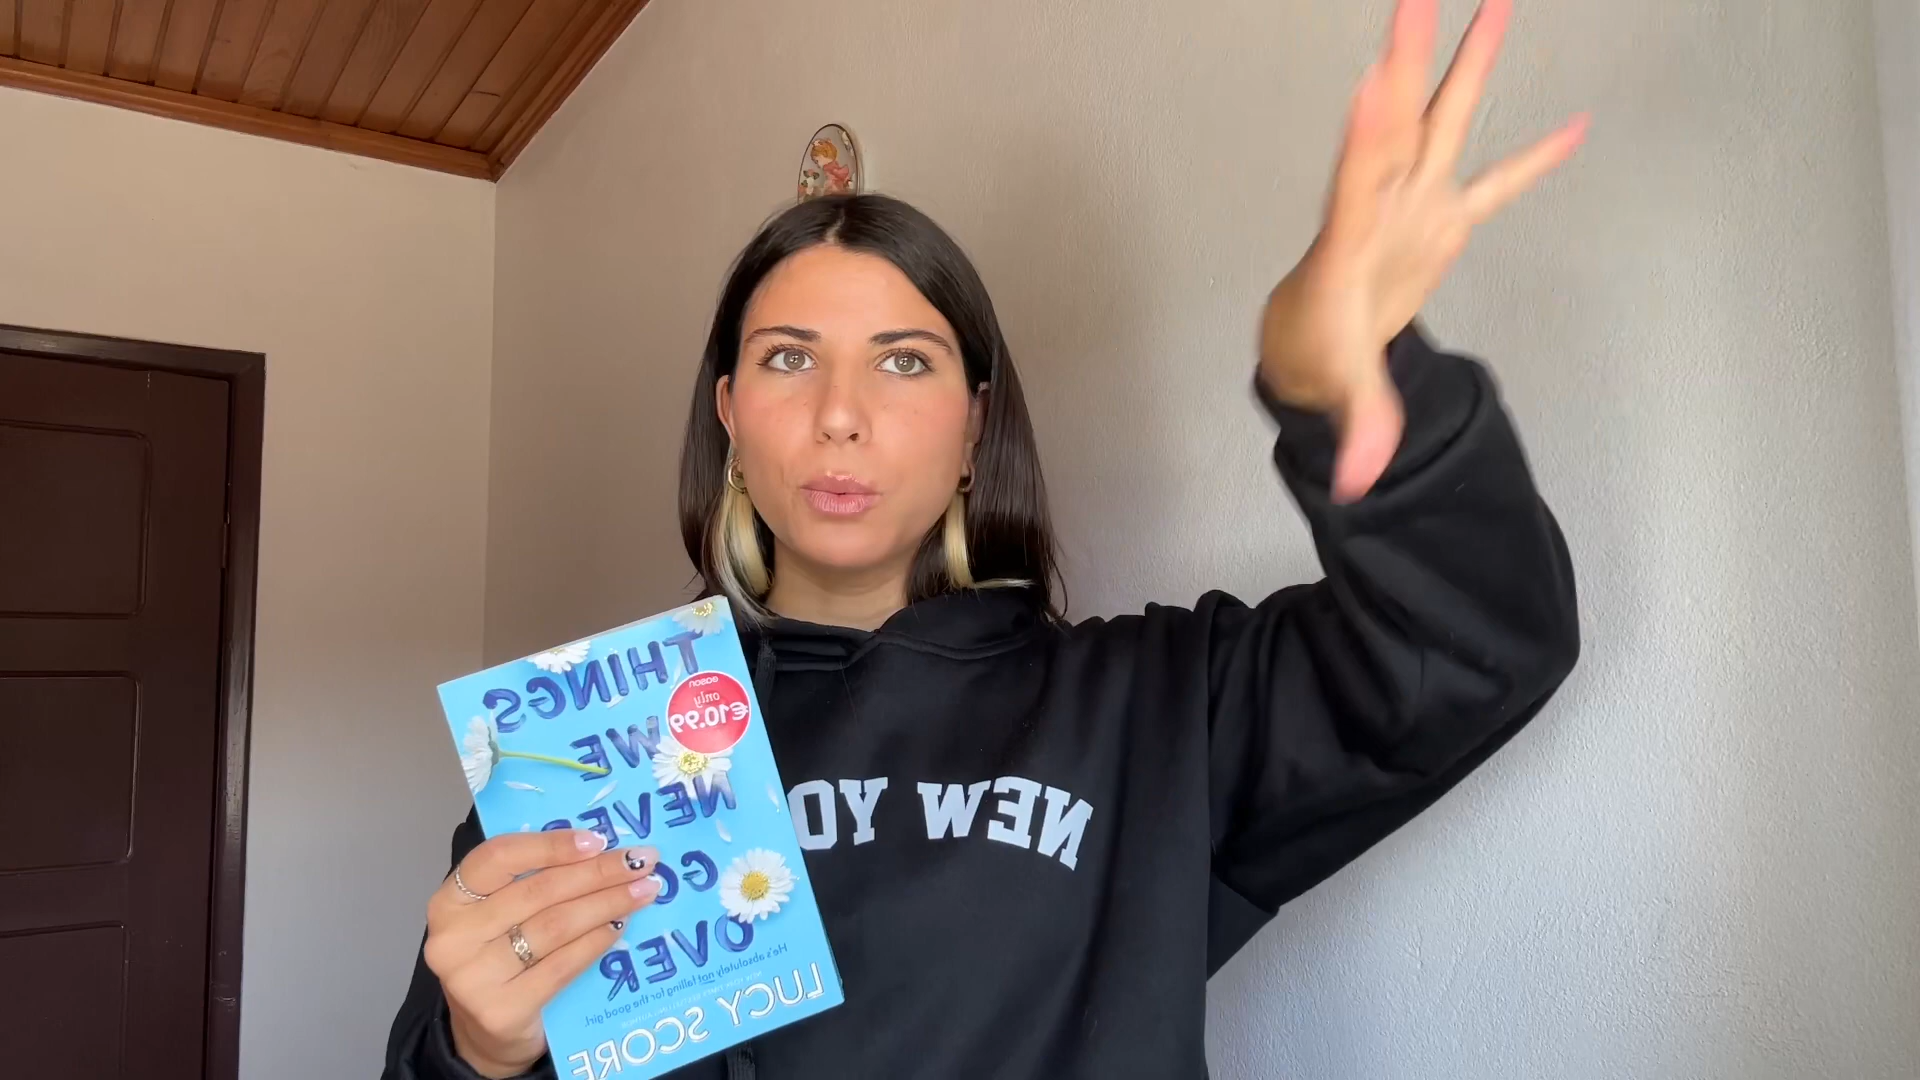 THINGS
WE
NEVER
GOT
OVER
eason
only
€10.99
He's absolutely not falling for the good girl.
LUCY SCORE
NEW YO